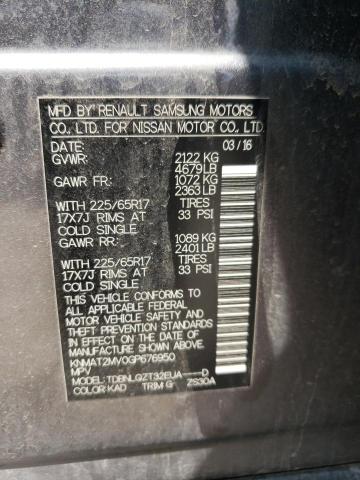 MFD BY RENAULT SAMSUNG MOTORS
CO., LTD. FOR NISSAN MOTOR CO., LTD.
DATE: 03/16
GVWR: 2122 KG
4679 LB
GAWR FR: 1072 KG
2363 LB
WITH 225/65R17 TIRES
17X7J RIMS AT 33 PSI
COLD SINGLE
GAWR RR: 1089 KG
2401 LB
WITH 225/65R17 TIRES
17X7J RIMS AT 33 PSI
COLD SINGLE
THIS VEHICLE CONFORMS TO
ALL APPLICABLE FEDERAL
MOTOR VEHICLE SAFETY,
BUMPER, AND THEFT
PREVENTION STANDARDS IN
EFFECT ON THE DATE OF
MANUFACTURE SHOWN ABOVE.
KNMAT2MV0GP676950
MPV
MODEL: TDBNLQZT32EUA-----D
COLOR: KAD TRIM: G ZS30A